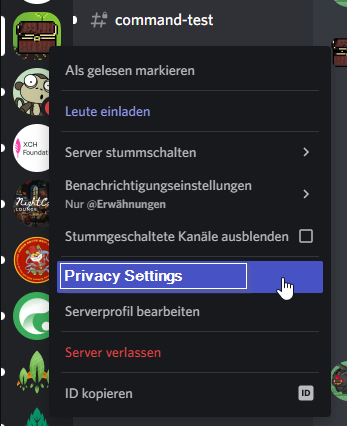 command-test
Als gelesen markieren
Leute einladen
XCH
Foundat
Server stummschalten
Benachrichtigungseinstellungen
Nur @Erwähnungen
NightCa
LOUNGE
Stummgeschaltete Kanäle ausblenden
Privacy Settings
Serverprofil bearbeiten
Server verlassen
ID kopieren
ID